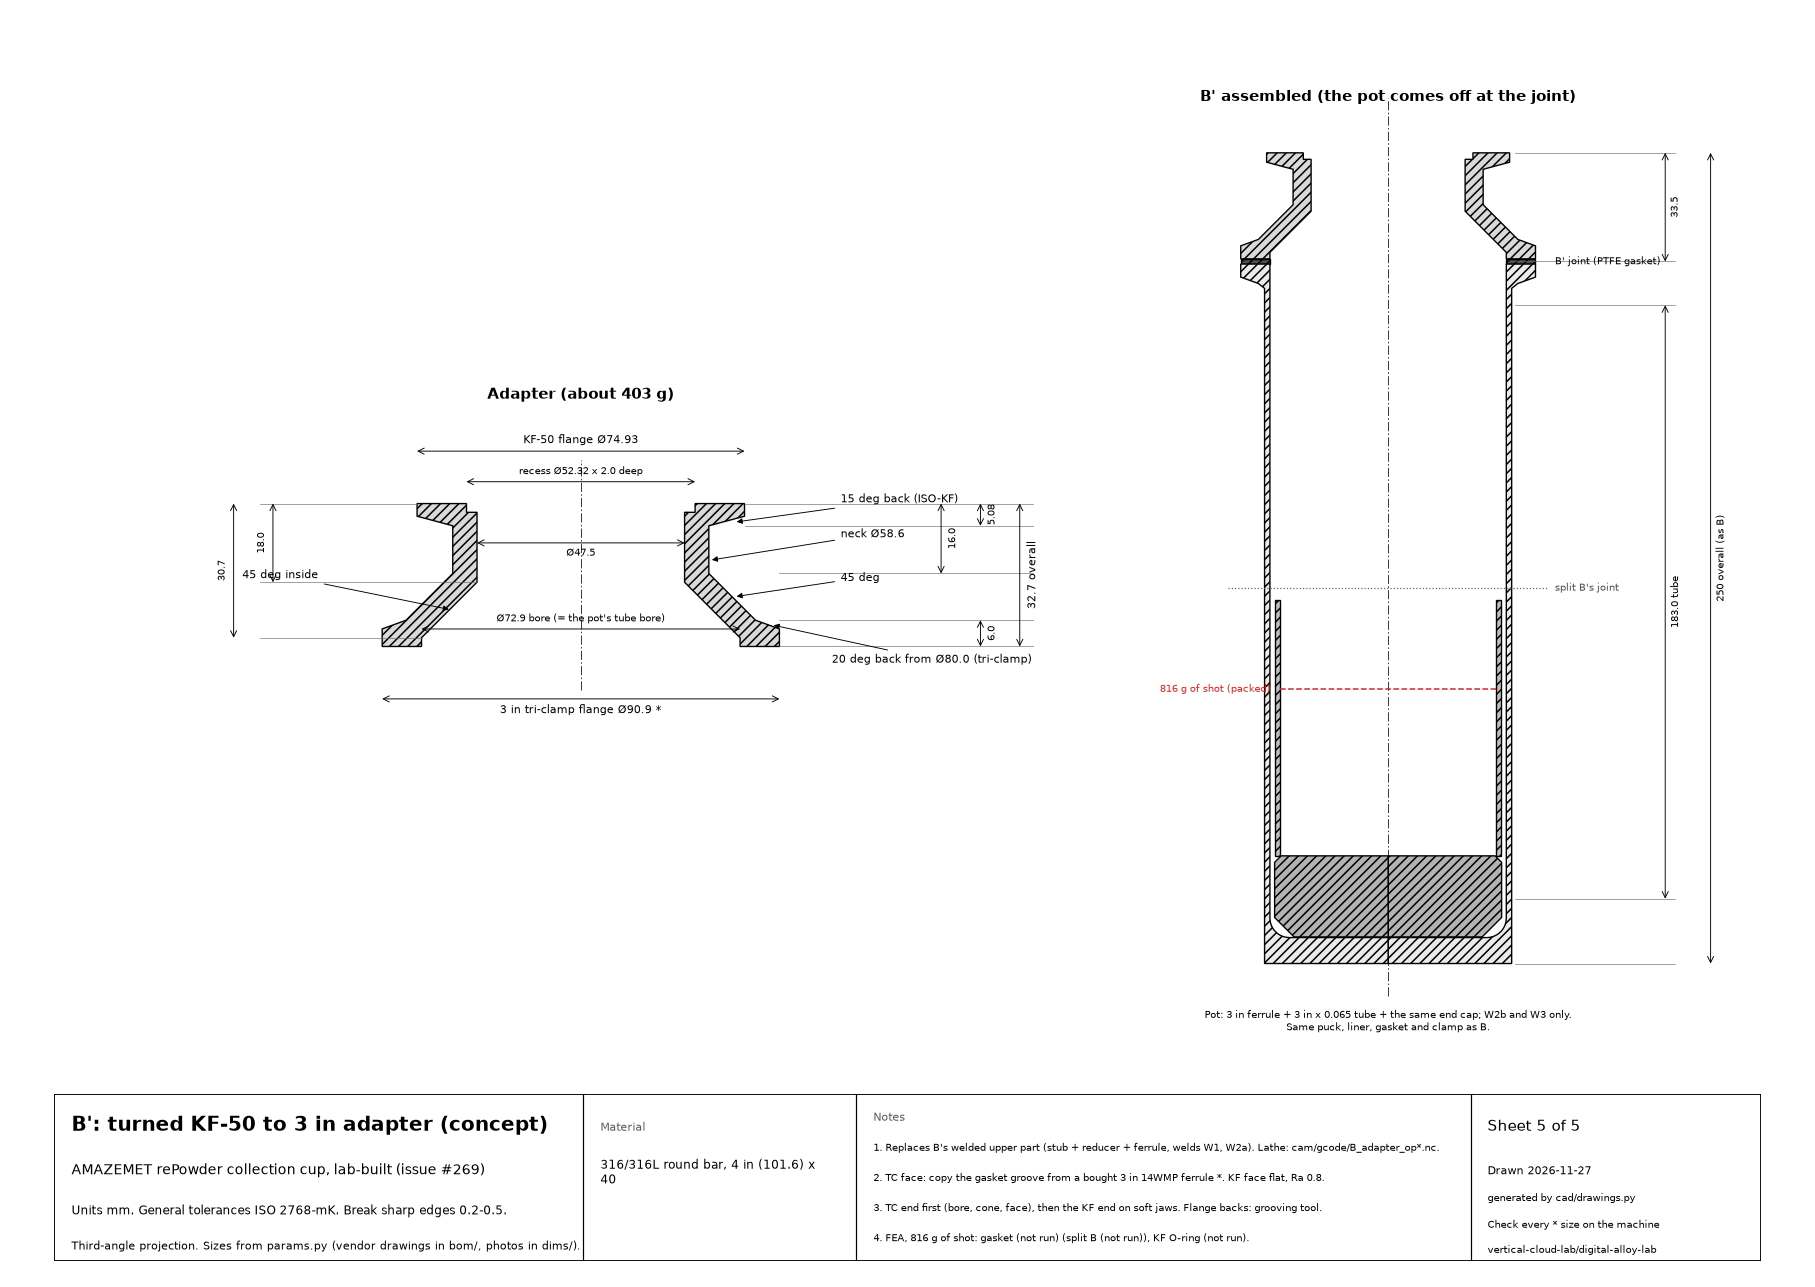 B' assembled (the pot comes off at the joint)
33.5
B' joint (PTFE gasket)
250 overall (as B)
183.0 tube
split B's joint
816 g of shot (packed)
Pot: 3 in ferrule + 3 in x 0.065 tube + the same end cap; W2b and W3 only.
Same puck, liner, gasket and clamp as B.
Adapter (about 403 g)
KF-50 flange Ø74.93
recess Ø52.32 x 2.0 deep
15 deg back (ISO-KF)
5.08
neck Ø58.6
16.0
18.0
Ø47.5
30.7
45 deg inside
45 deg
32.7 overall
Ø72.9 bore (= the pot's tube bore)
6.0
20 deg back from Ø80.0 (tri-clamp)
3 in tri-clamp flange Ø90.9 *
B': turned KF-50 to 3 in adapter (concept)
AMAZEMET rePowder collection cup, lab-built (issue #269)
Units mm. General tolerances ISO 2768-mK. Break sharp edges 0.2-0.5.
Third-angle projection. Sizes from params.py (vendor drawings in bom/, photos in dims/).
Material
316/316L round bar, 4 in (101.6) x
40
Notes
1. Replaces B's welded upper part (stub + reducer + ferrule, welds W1, W2a). Lathe: cam/gcode/B_adapter_op*.nc.
2. TC face: copy the gasket groove from a bought 3 in 14WMP ferrule *. KF face flat, Ra 0.8.
3. TC end first (bore, cone, face), then the KF end on soft jaws. Flange backs: grooving tool.
4. FEA, 816 g of shot: gasket (not run) (split B (not run)), KF O-ring (not run).
Sheet 5 of 5
Drawn 2026-11-27
generated by cad/drawings.py
Check every * size on the machine
vertical-cloud-lab/digital-alloy-lab